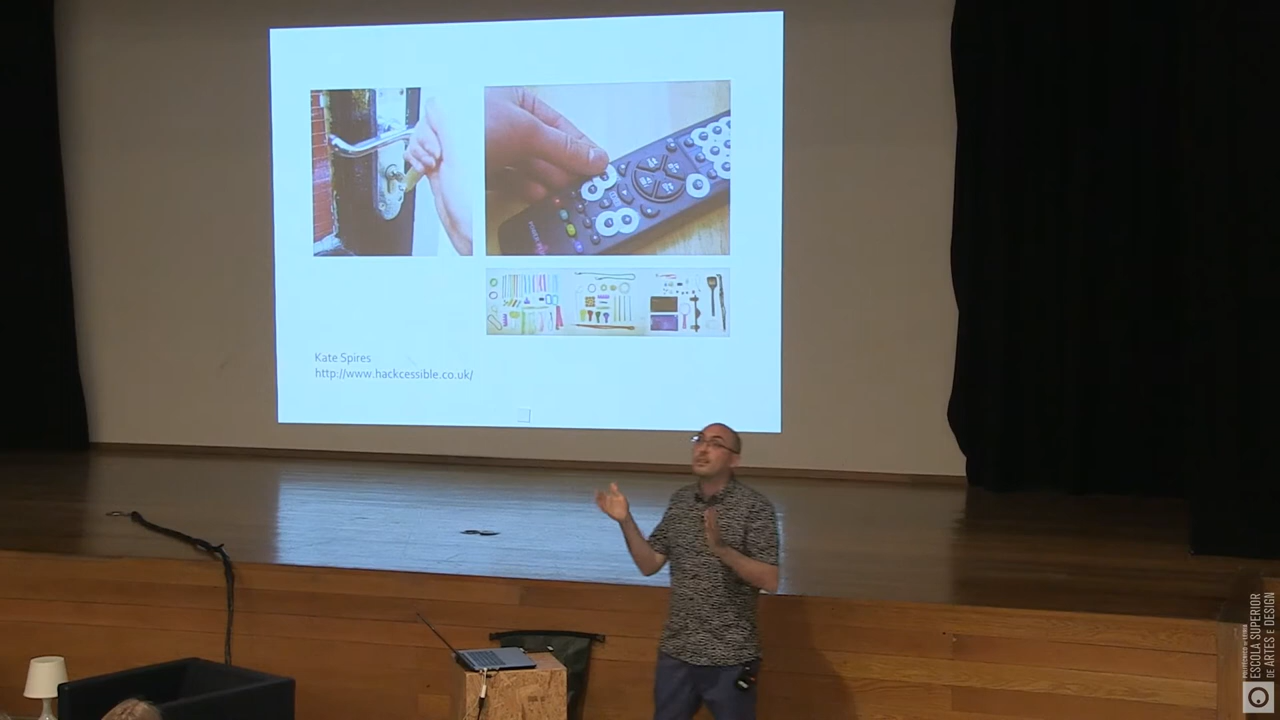 Kate Spires
http://www.hackcessible.co.uk/
ESCOLA SUPERIOR
DE ARTES E DESIGN